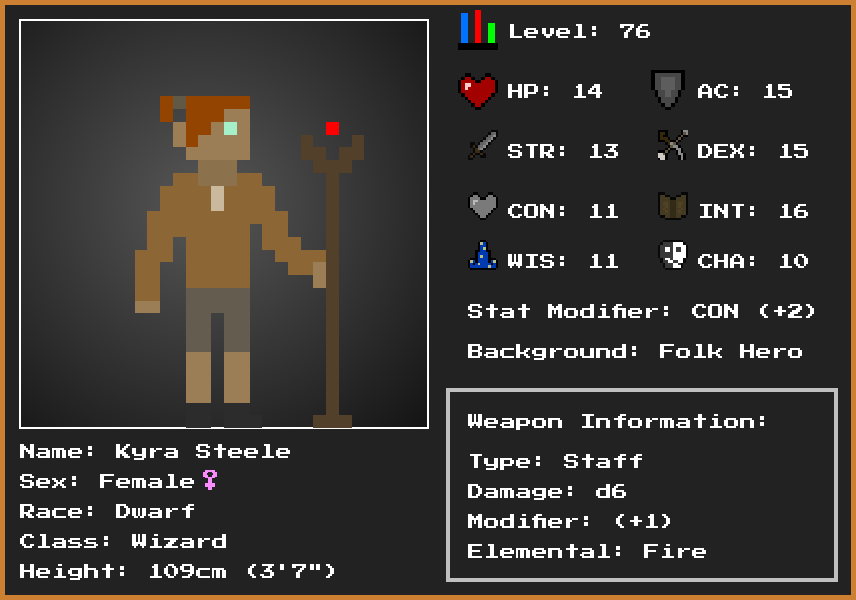 Level: 76
HP: 14
AC: 15
STR: 13
DEX: 15
CON: 11
INT: 16
WIS: 11
CHA: 10
Stat Modifier: CON (+2)
Background: Folk Hero
Weapon Information:
Type: Staff
Damage: d6
Modifier: (+1)
Elemental: Fire
Name: Kyra Steele
Sex: Female♀
Race: Dwarf
Class: Wizard
Height: 109cm (3'7")